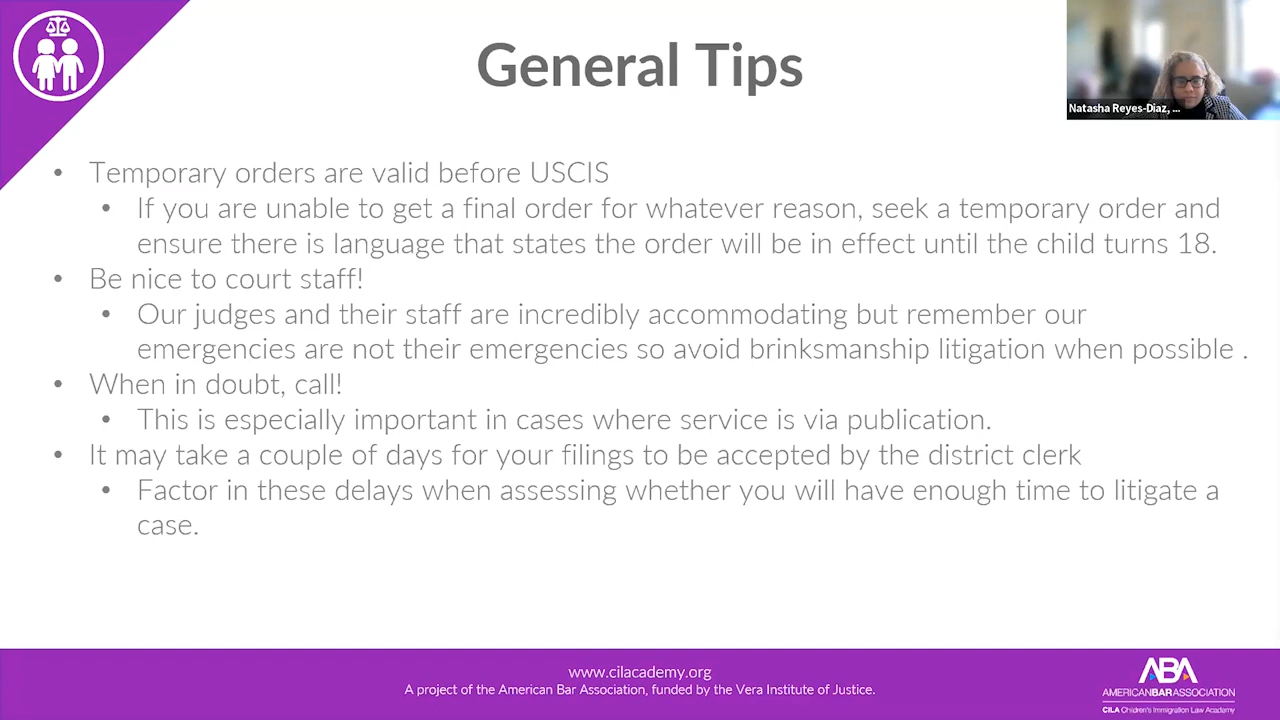 General Tips
Natasha Reyes-Diaz, ...
• Temporary orders are valid before USCIS
• If you are unable to get a final order for whatever reason, seek a temporary order and
ensure there is language that states the order will be in effect until the child turns 18.
• Be nice to court staff!
• Our judges and their staff are incredibly accommodating but remember our
emergencies are not their emergencies so avoid brinksmanship litigation when possible .
• When in doubt, call!
• This is especially important in cases where service is via publication.
• It may take a couple of days for your filings to be accepted by the district clerk
• Factor in these delays when assessing whether you will have enough time to litigate a
case.
www.cilacademy.org
A project of the American Bar Association, funded by the Vera Institute of Justice.
ABA
AMERICANBARASSOCIATION
CILA Children's Immigration Law Academy